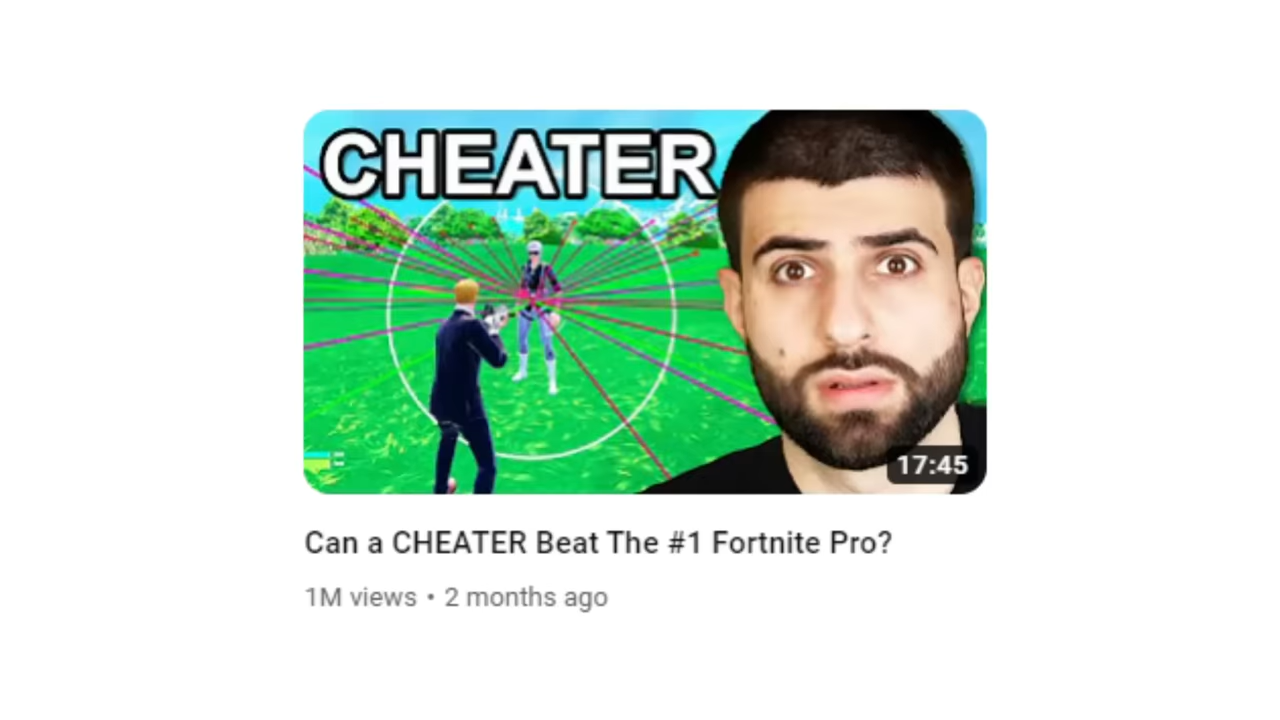 CHEATER
17:45
Can a CHEATER Beat The #1 Fortnite Pro?
1M views • 2 months ago